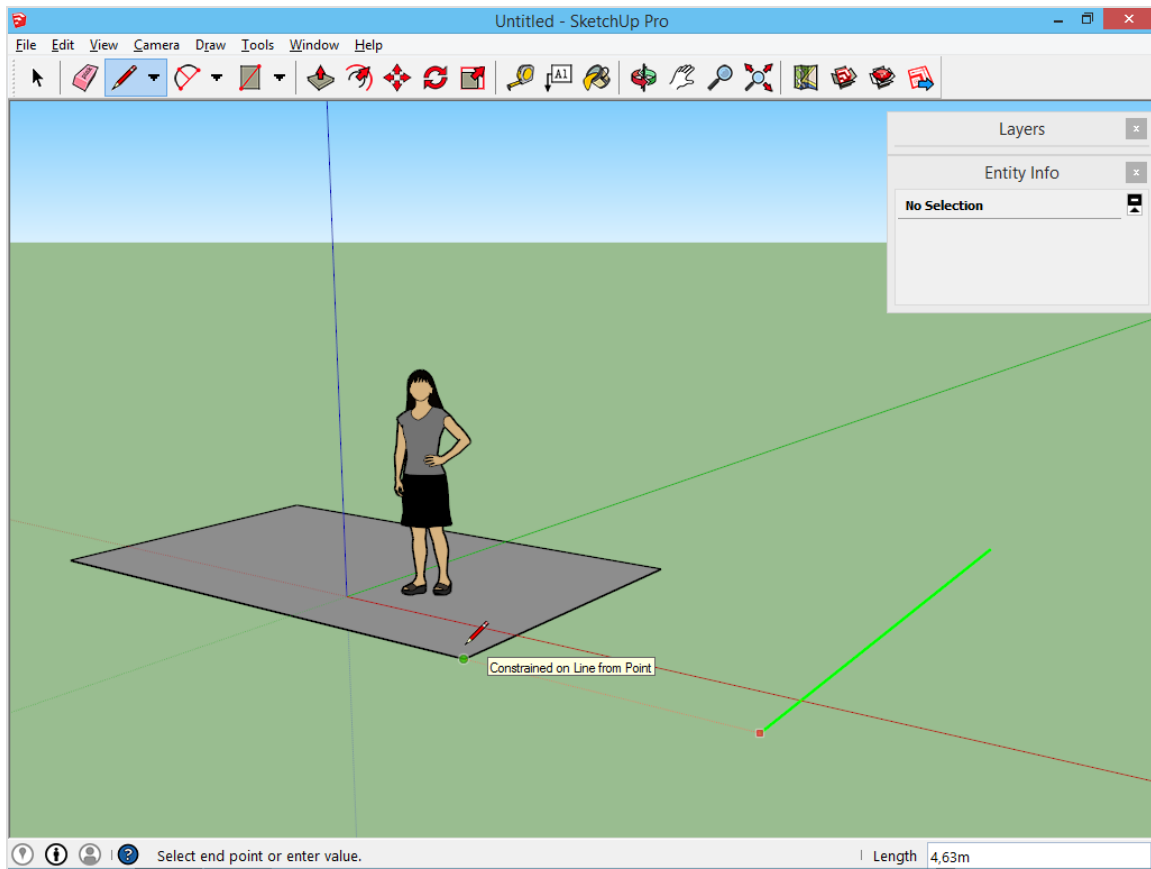 Untitled - SketchUp Pro
File Edit View Camera Draw Tools Window Help
A1
Layers
Entity Info
No Selection
Constrained on Line from Point
Select end point or enter value.
Length 4,63m